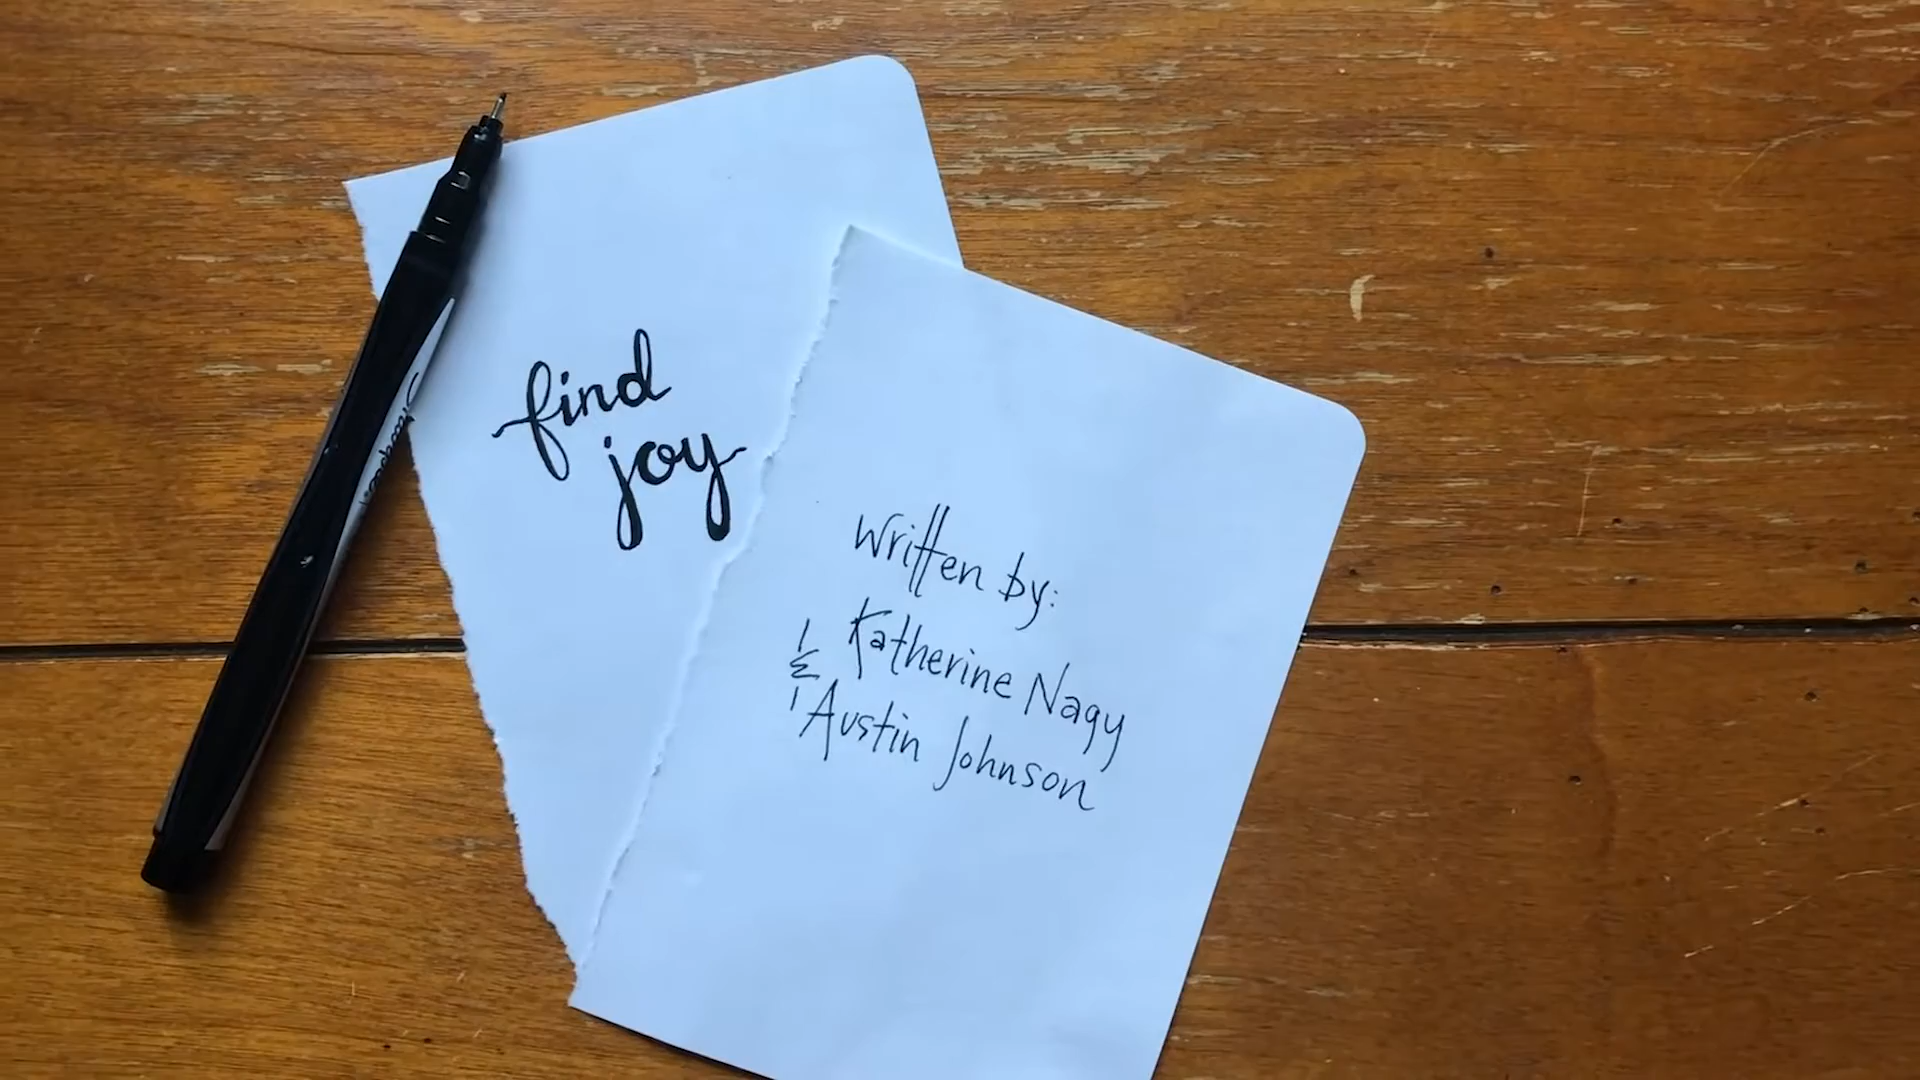 find
joy
Written by:
Katherine Nagy
&
Austin Johnson